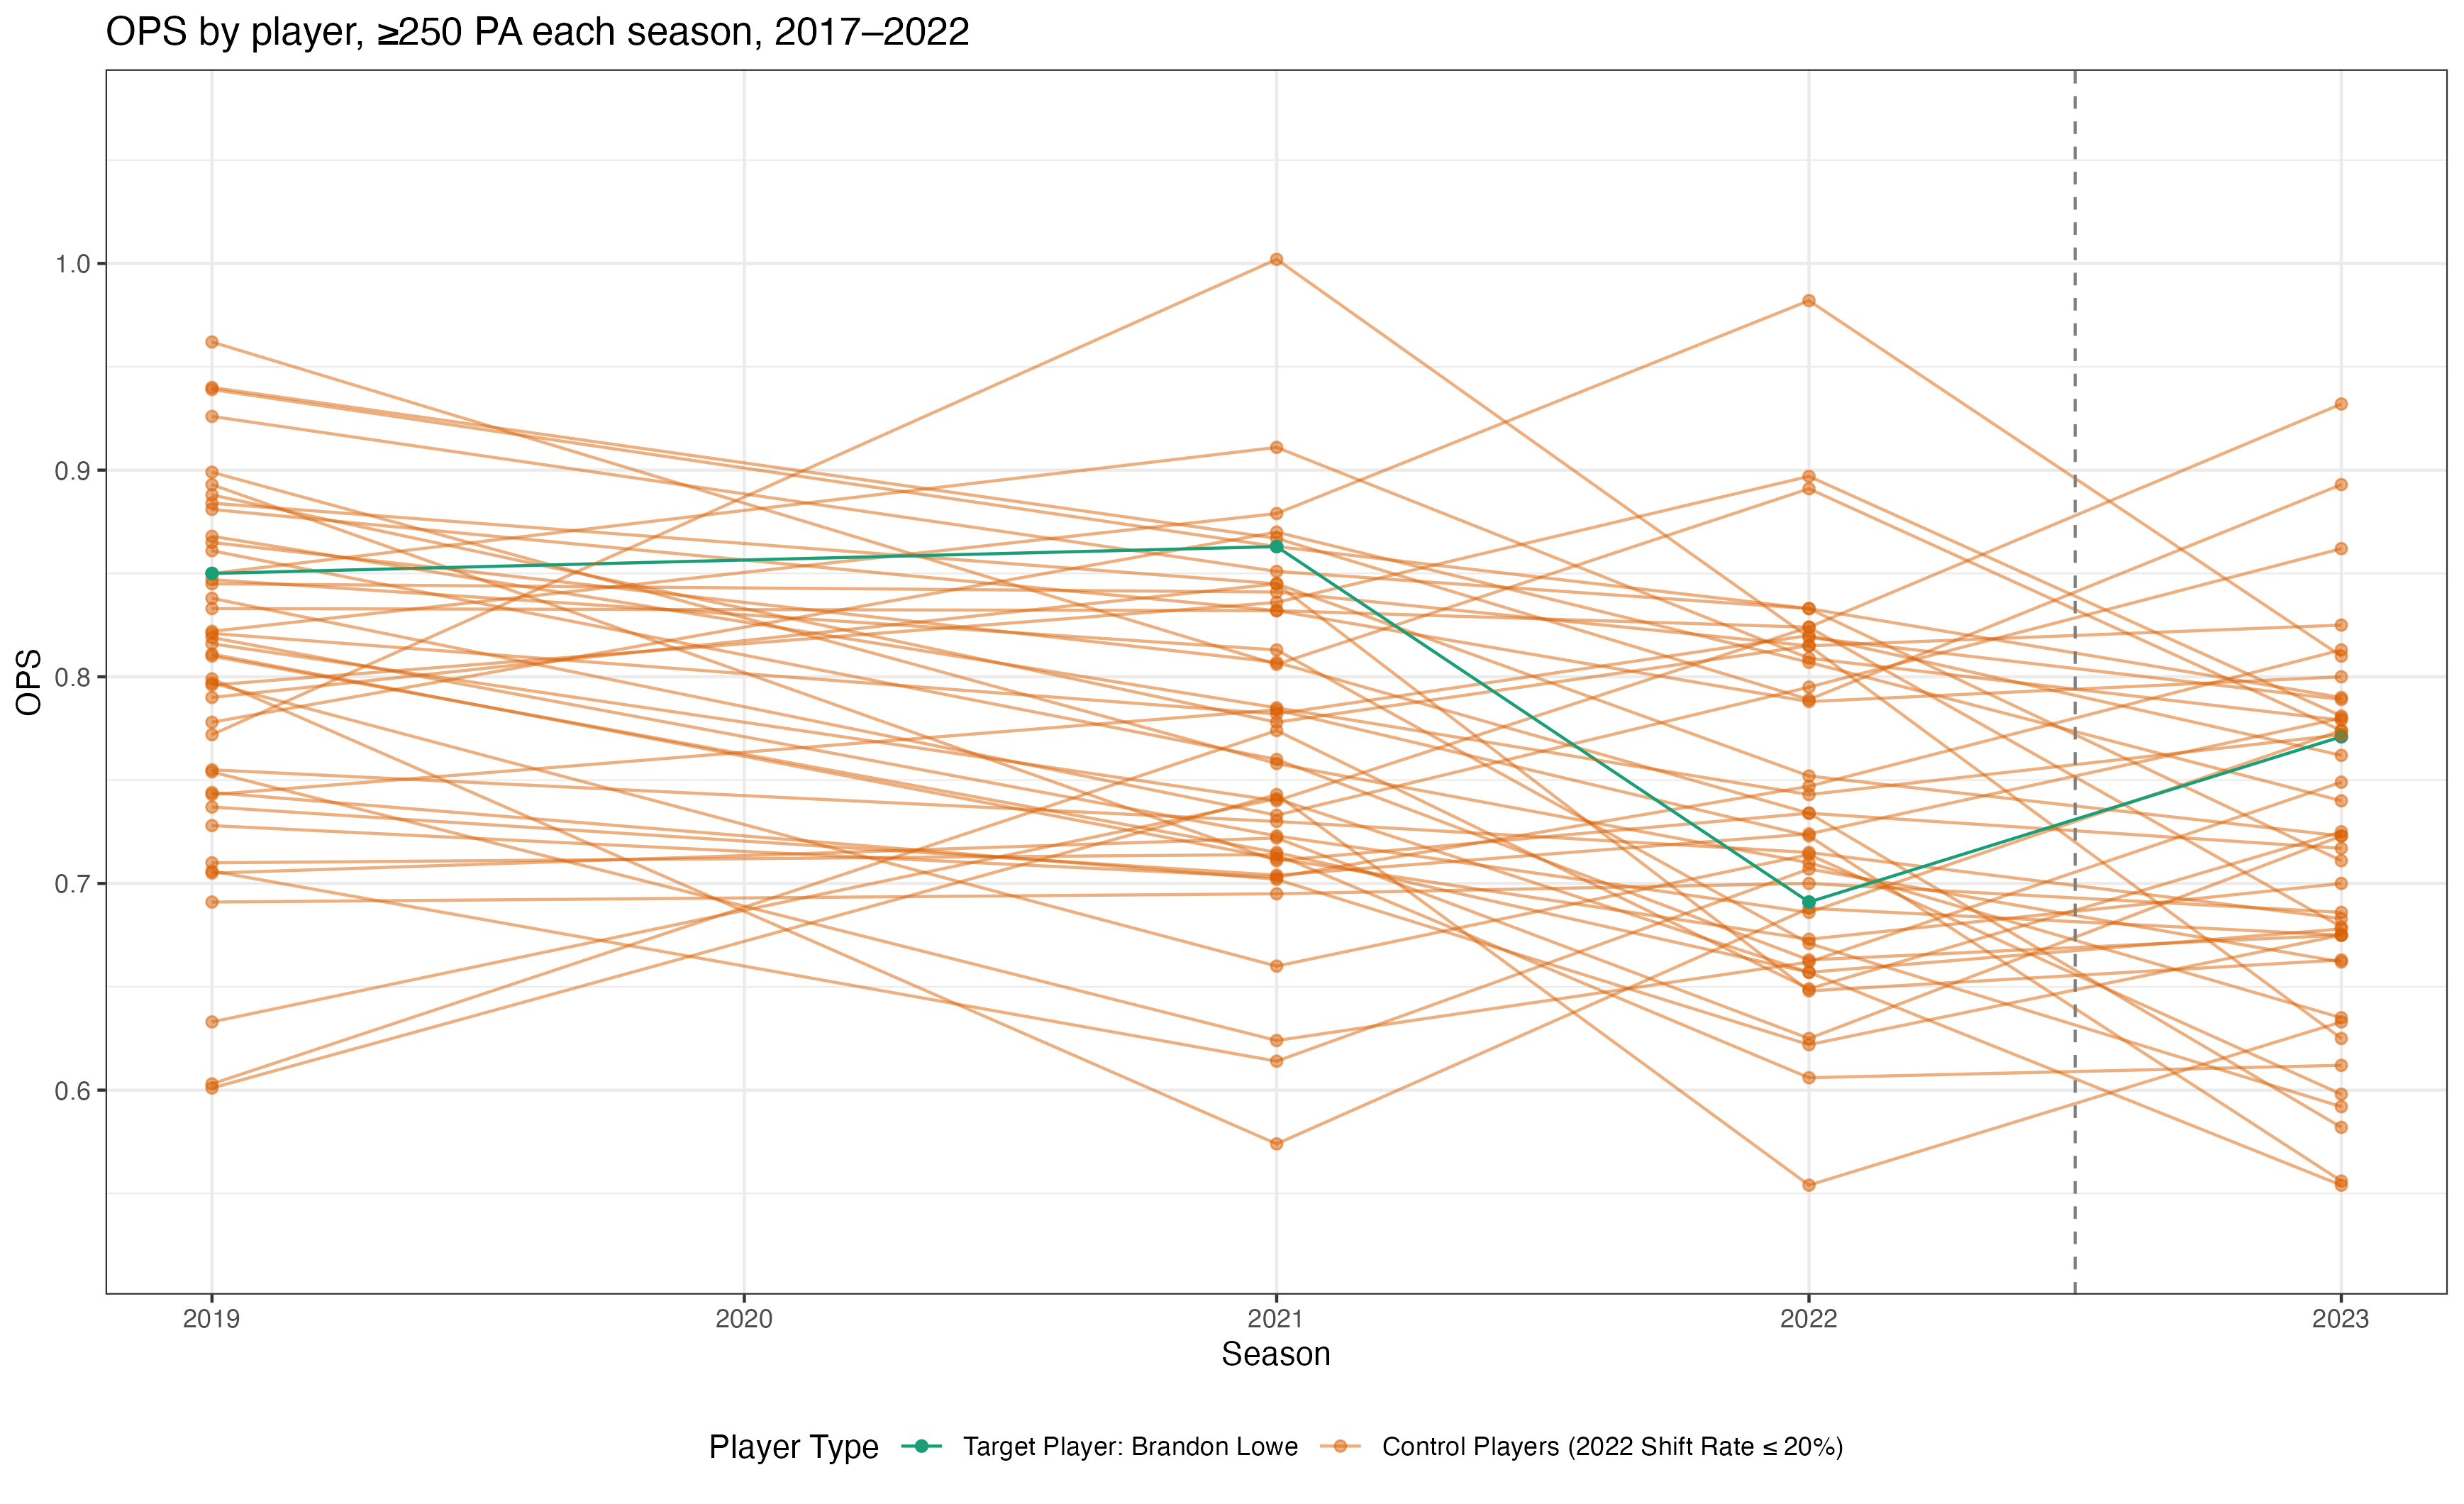 OPS by player, ≥250 PA each season, 2017–2022
OPS
1.0
0.9
0.8
0.7
0.6
2019 2020 2021 2022 2023
Season
Player Type Target Player: Brandon Lowe Control Players (2022 Shift Rate ≤ 20%)